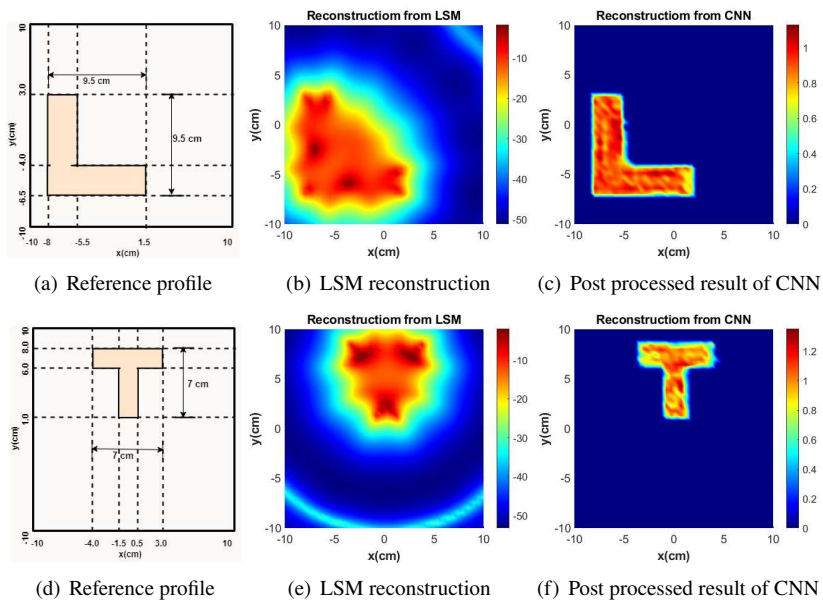 Reconstructiom from LSM
Reconstructiom from CNN
10
3.0
y(cm)
-4.0
-6.5
-10
9.5 cm
9.5 cm
-10 -8 -5.5 1.5 10
x(cm)
10
5
0
-5
-10
y(cm)
-10 -5 0 5 10
x(cm)
-10
-20
-30
-40
-50
10
5
0
-5
-10
y(cm)
-10 -5 0 5 10
x(cm)
1
0.8
0.6
0.4
0.2
0
(a) Reference profile
(b) LSM reconstruction
(c) Post processed result of CNN
Reconstructiom from LSM
Reconstructiom from CNN
10
8.0
6.0
y(cm)
1.0
-10
7 cm
7 cm
-10 -4.0 -1.5 0.5 3.0 10
x(cm)
10
5
0
-5
-10
y(cm)
-10 -5 0 5 10
x(cm)
-10
-20
-30
-40
-50
10
5
0
-5
-10
y(cm)
-10 -5 0 5 10
x(cm)
1.2
1
0.8
0.6
0.4
0.2
0
(d) Reference profile
(e) LSM reconstruction
(f) Post processed result of CNN